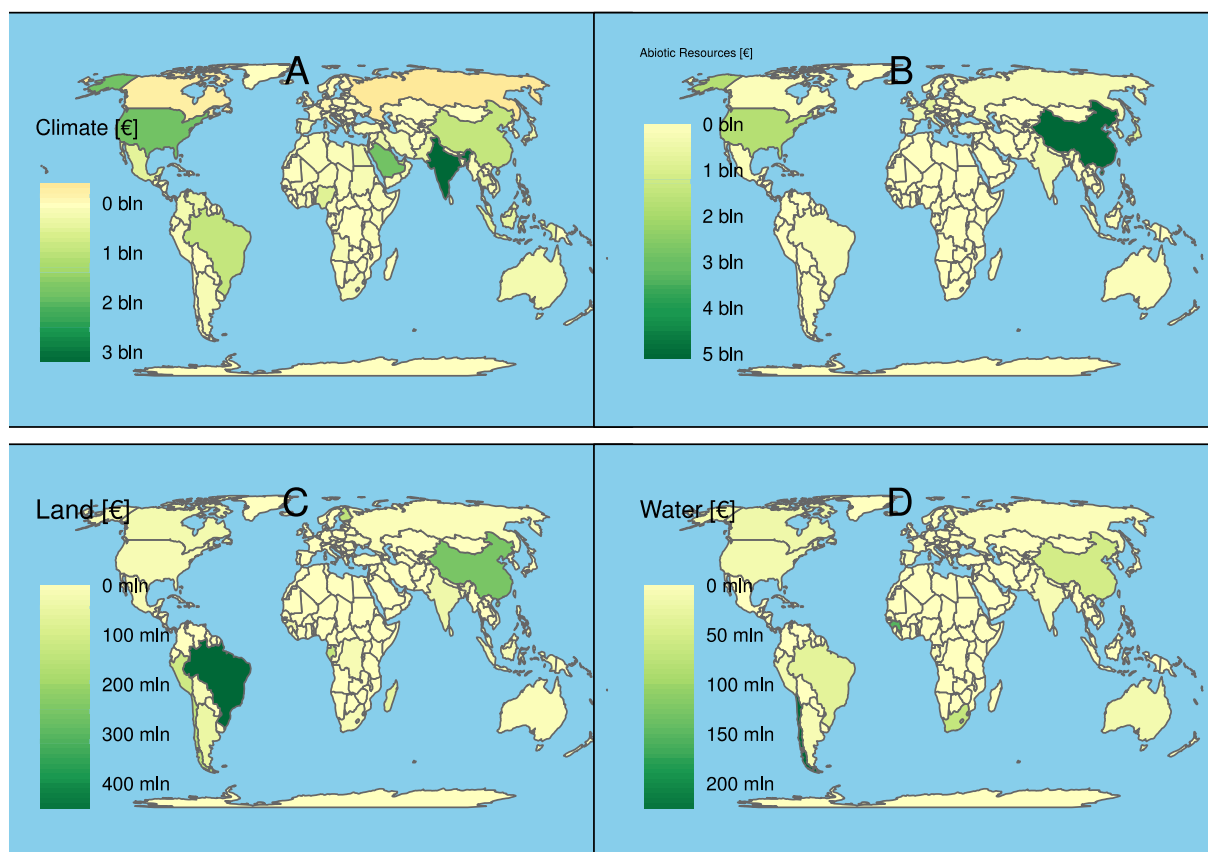 A
Climate [€]
0 bln
1 bln
2 bln
3 bln
Abiotic Resources [€]
B
0 bln
1 bln
2 bln
3 bln
4 bln
5 bln
Land [€]
C
0 mln
100 mln
200 mln
300 mln
400 mln
Water [€]
D
0 mln
50 mln
100 mln
150 mln
200 mln